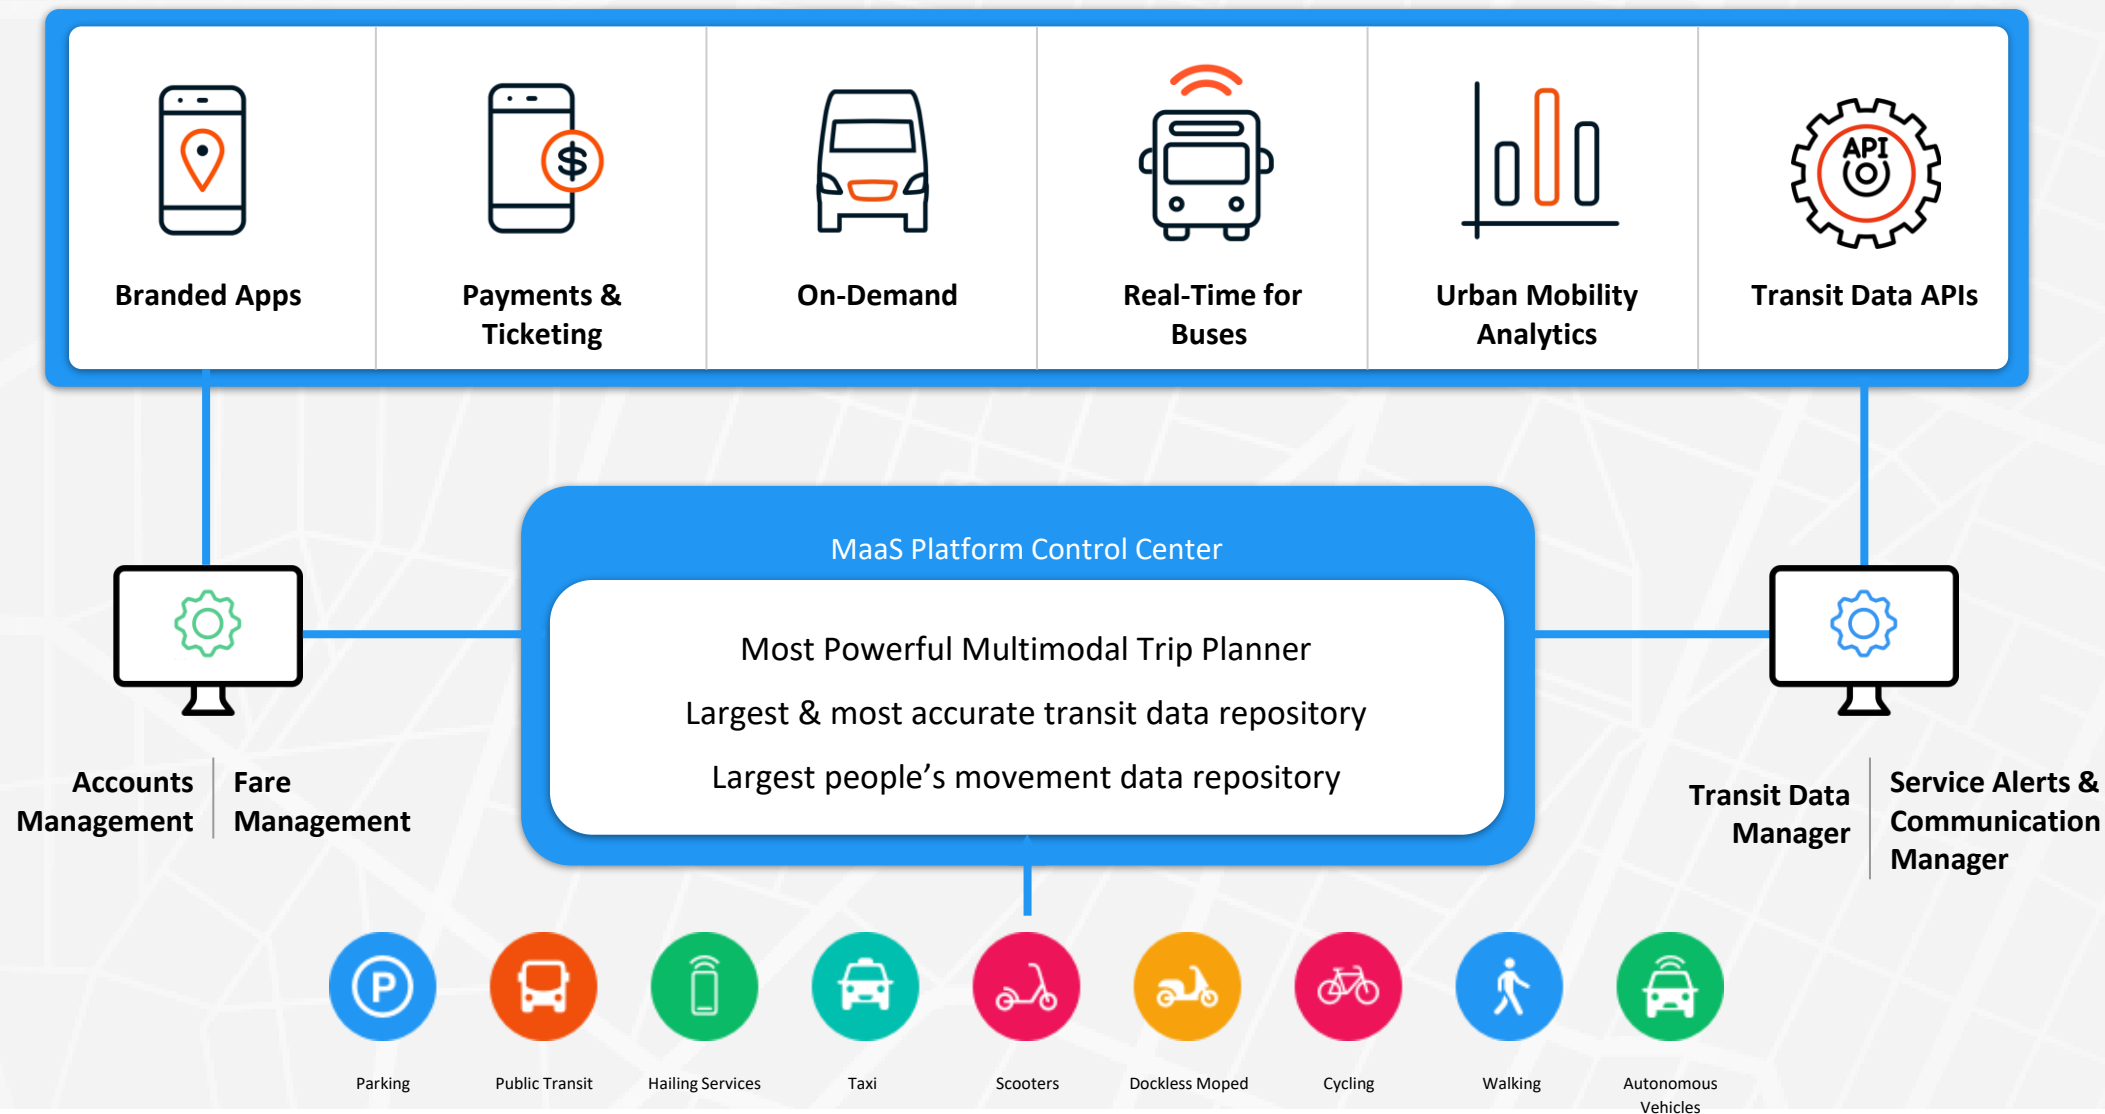 Branded Apps
Payments &
Ticketing
$
On-Demand
Real-Time for
Buses
Urban Mobility
Analytics
API
Transit Data APIs
MaaS Platform Control Center
Most Powerful Multimodal Trip Planner
Largest & most accurate transit data repository
Largest people’s movement data repository
Accounts
Management
Fare
Management
Transit Data
Manager
Service Alerts &
Communication
Manager
P
Parking
Public Transit
Hailing Services
Taxi
Scooters
Dockless Moped
Cycling
Walking
Autonomous
Vehicles